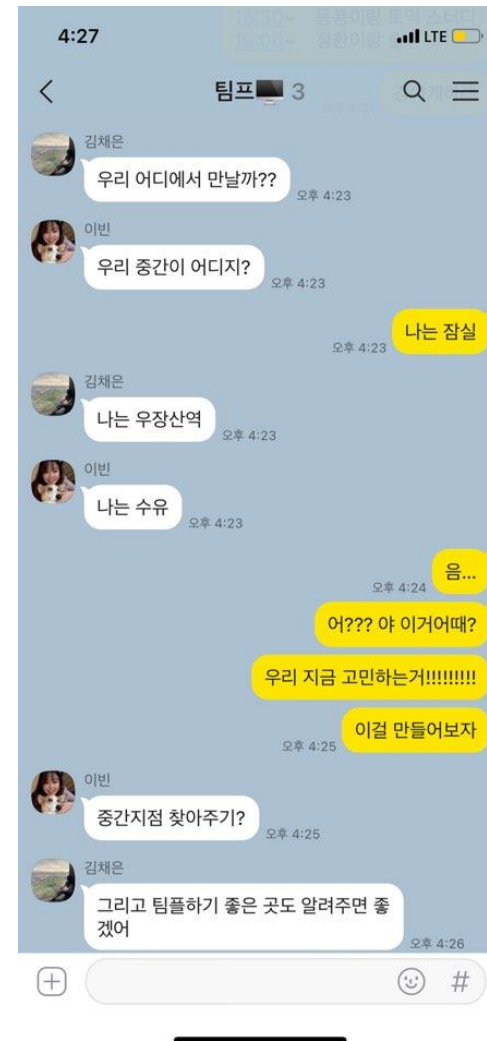 4:27
LTE
팀프🖥️ 3
김채은
우리 어디에서 만날까??
오후 4:23
이빈
우리 중간이 어디지?
오후 4:23
나는 잠실
오후 4:23
김채은
나는 우장산역
오후 4:23
이빈
나는 수유
오후 4:23
음...
오후 4:24
어??? 야 이거어때?
우리 지금 고민하는거!!!!!!!!!
이걸 만들어보자
오후 4:25
이빈
중간지점 찾아주기?
오후 4:25
김채은
그리고 팀플하기 좋은 곳도 알려주면 좋
겠어
오후 4:26
#